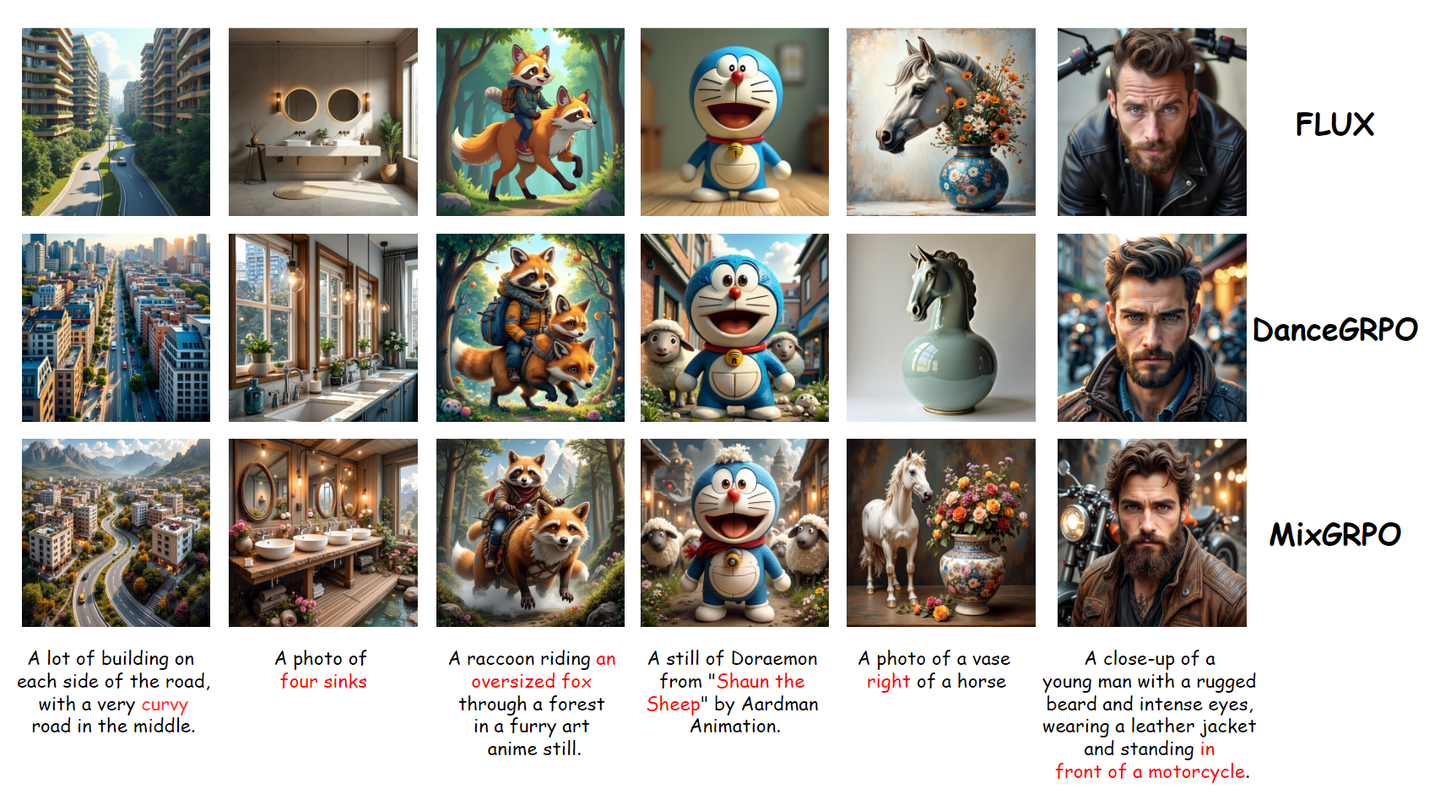 FLUX
DanceGRPO
MixGRPO
A lot of building on
each side of the road,
with a very curvy
road in the middle.
A photo of
four sinks
A raccoon riding an
oversized fox
through a forest
in a furry art
anime still.
A still of Doraemon
from "Shaun the
Sheep" by Aardman
Animation.
A photo of a vase
right of a horse
A close-up of a
young man with a rugged
beard and intense eyes,
wearing a leather jacket
and standing in
front of a motorcycle.